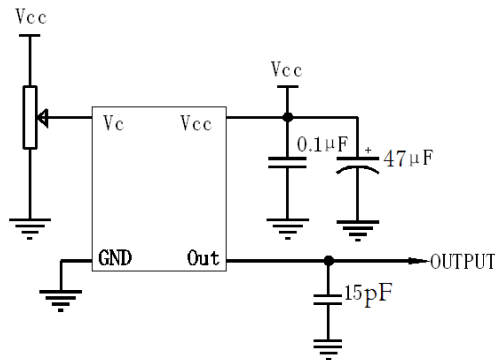 Vcc
Vcc
Vc
Vcc
0.1μF
+
47μF
GND
Out
OUTPUT
15pF